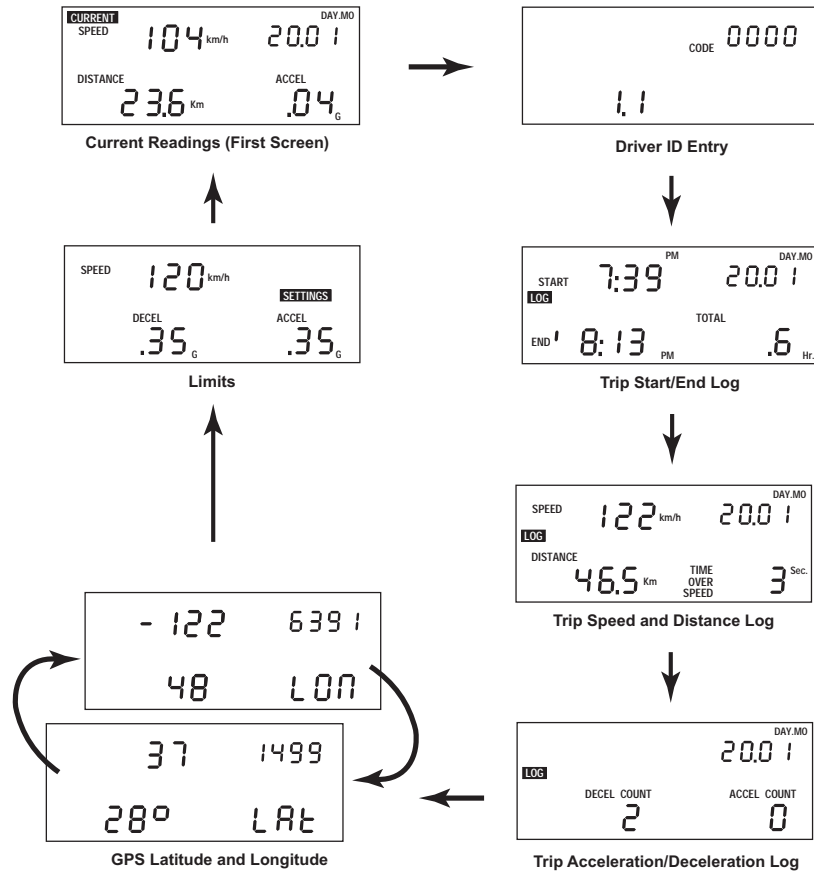 CURRENT
DAY.MO
SPEED 104 km/h 20.01
DISTANCE ACCEL
23.6 Km .04 G
Current Readings (First Screen)
CODE 0000
1.1
Driver ID Entry
SPEED 120 km/h
SETTINGS
DECEL ACCEL
.35 G .35 G
Limits
PM DAY.MO
START 7:39 20.01
LOG
TOTAL
END' 8:13 PM .6 Hr.
Trip Start/End Log
DAY.MO
SPEED 122 km/h 20.01
LOG
DISTANCE
46.5 Km TIME OVER SPEED 3 Sec.
Trip Speed and Distance Log
-122 6391
48 LON
37 1499
28° LAt
GPS Latitude and Longitude
DAY.MO
20.01
LOG
DECEL COUNT ACCEL COUNT
2 0
Trip Acceleration/Deceleration Log